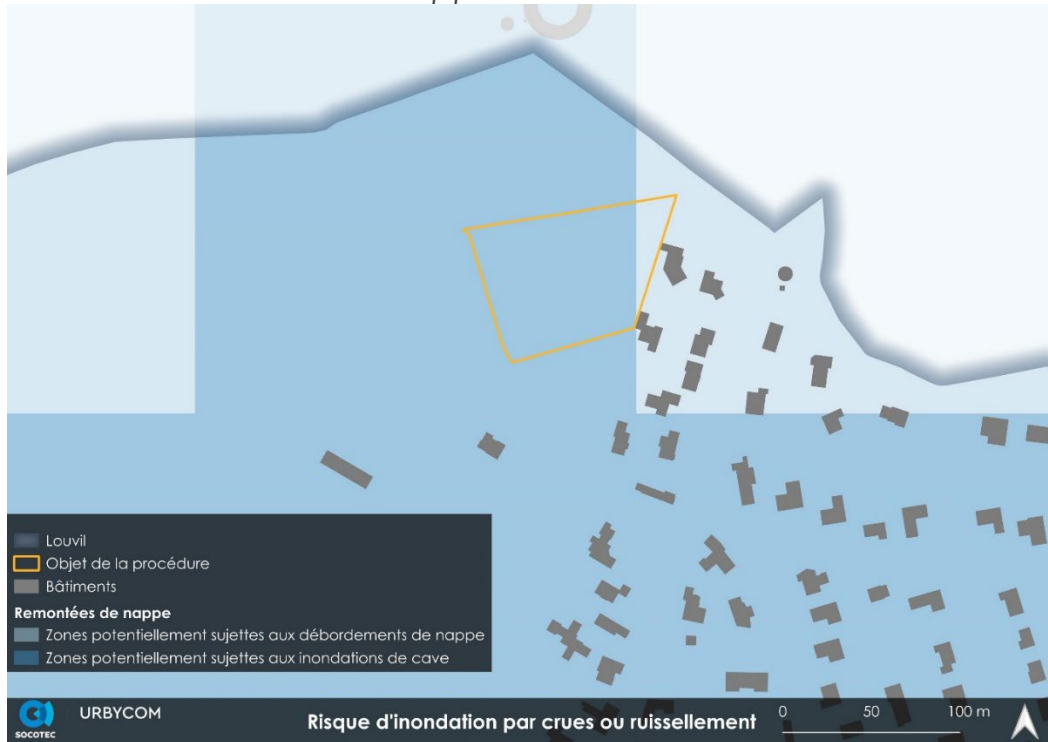 Louvil
Objet de la procédure
Bâtiments
Remontées de nappe
Zones potentiellement sujettes aux débordements de nappe
Zones potentiellement sujettes aux inondations de cave
SOCOTEC
URBYCOM
Risque d'inondation par crues ou ruissellement
0 50 100 m